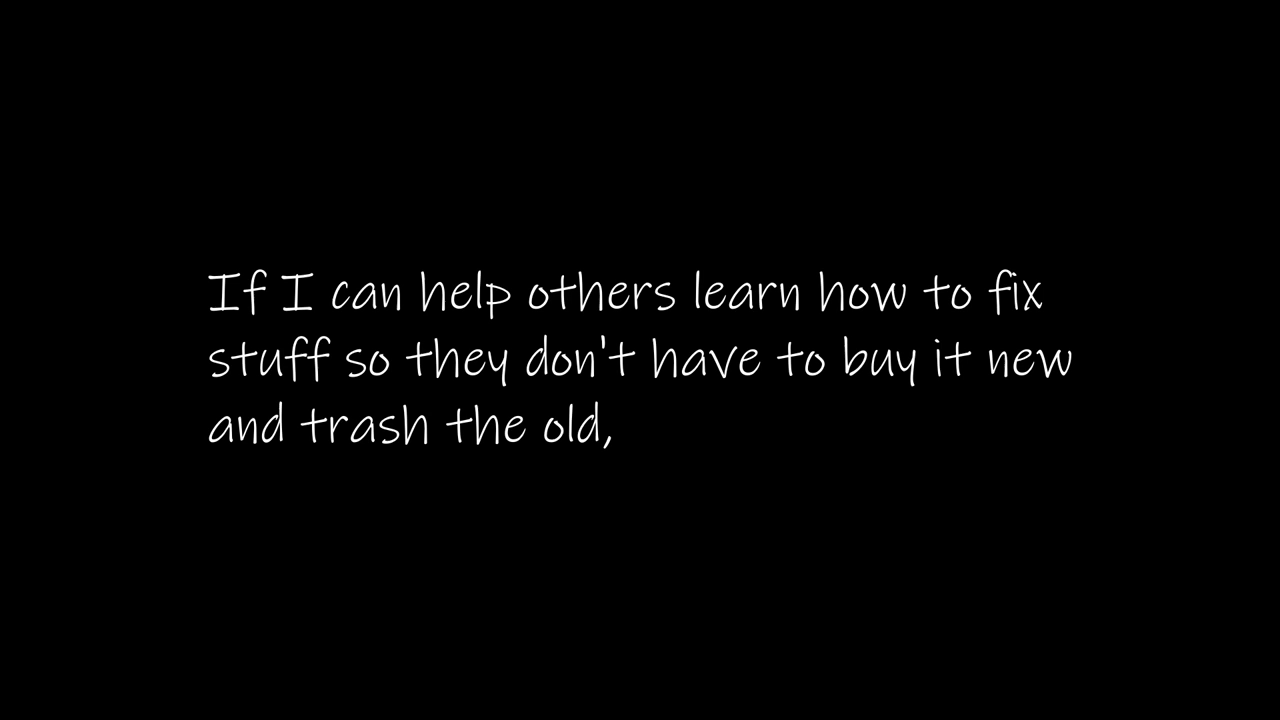 If I can help others learn how to fix
stuff so they don't have to buy it new
and trash the old,